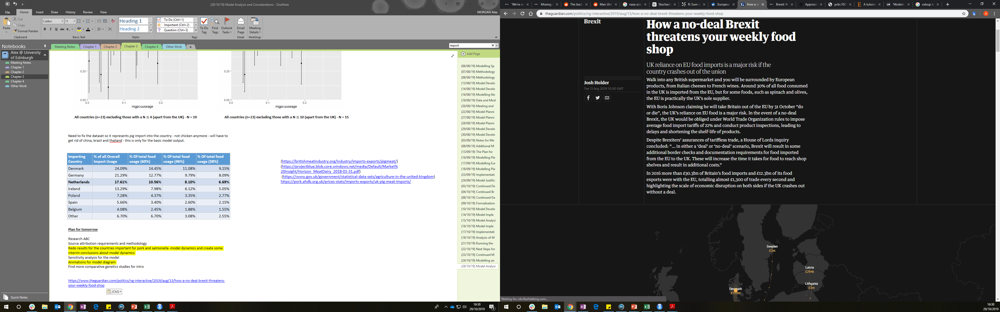 (28/10/19) Model Analysis and Considerations - OneNote
MORGAN Alex
File Home Insert Draw History Review View
Paste
Cut
Copy
Format Painter
Clipboard
Calibri 11
B I U abc
Basic Text
Heading 1
Heading 2
Styles
To Do (Ctrl+1)
Important (Ctrl+2)
Question (Ctrl+3)
To Do Tag
Find Tags
Outlook Tasks
Tags
Email Page
Email
Meeting Details
Meetings
Notebooks
Alex @ University of Edinburgh
Meeting Notes
Chapter 1
Chapter 2
Chapter 3
Chapter 4
Other Work
Quick Notes
Meeting Notes Chapter 1 Chapter 2 Chapter 3 Chapter 4 Other Work +
import
0.25
0.00
0.0 0.1 0.2
mgpcuuseage
0.25
0.00
0.0 0.1 0.2
mgpcuuseage
All countries (n=23) excluding those with a N ≤ 4 (apart from the UK) - N = 19
All countries (n=23) excluding those with a N ≤ 10 (apart from the UK) - N = 15
Need to fix the dataset so it represents pig import into the country - not chicken anymore - will have to
get rid of china, brazil and thailand - this is only for the basic model output.
Importing Country % of all Overall Import Usage % Of total food usage (60%) % Of total food usage (46%) % Of total food usage (38%)
Denmark 24.09% 14.45% 11.08% 9.15%
Germany 21.29% 12.77% 9.79% 8.09%
Netherlands 17.61% 10.56% 8.10% 6.69%
Ireland 13.29% 7.98% 6.12% 5.05%
Poland 7.28% 4.37% 3.35% 2.77%
Spain 5.66% 3.40% 2.60% 2.15%
Belgium 4.08% 2.45% 1.88% 1.55%
Other 6.70% 6.70% 3.08% 2.55%
(https://britishmeatindustry.org/industry/imports-exports/pigmeat/)
(https://projectblue.blob.core.windows.net/media/Default/Market%
20Insight/Horizon_MeatDairy_2018-01-31.pdf)
(https://www.gov.uk/government/statistical-data-sets/agriculture-in-the-united-kingdom)
https://pork.ahdb.org.uk/prices-stats/imports-exports/uk-pig-meat-imports/
Plan for tomorrow
Research ABC
Source attribution requirements and methodology
Redo results for the countries important for pork and salmonella -model dynamics and create some
interim conclusions about model dynamics
Sensitivity analysis for the model
Animations for model diagram
Find more comparative genetics studies for intro
https://www.theguardian.com/politics/ng-interactive/2019/aug/13/how-a-no-deal-brexit-threatens-
your-weekly-food-shop
(Ctrl)
Add Page
(06/08/19) Modelling Sp
(07/08/19) Methodology
(08/08/19) Methodology
(13/08/19) Model Develo
(14/08/19) Model Develo
(16/08/19) Modelling No
(19/08/19) Data and Mod
(20/08/19) Meeting and
(22/08/19) Model Planni
(27/08/19) Model Planni
(28/08/19) Model Planni
(29/08/19) Model Develo
(30/08/19) Model Develo
(03/09/19) Notes for Mo
(08/09/19) Additional M
(13/09/19) The Plan for
(16/09/19) Modelling Pla
(17/09/19) Modelling Eur
(18/09/19) Modelling Pla
(23/09/19) Implementati
(24/09/19) Model Justific
(03/10/19) Continued De
(04/10/19) Continued Br
(08/10/19) Continued Da
(09/10/19) Formalisation
(10/10/19) Model Develo
(14/10/19) Model Imple
(15/10/19) Model Analysi
(16/10/19) Model Imple
(17/10/19) Implementati
(18/10/19) Analysis of M
(21/10/19) Running the
(22/10/19) Next Steps for
(23/10/19) Continued M
(24/10/19) Modelling an
(28/10/19) Model Analysi
16:30
29/10/2019
'We're no Missing The back Man Utd nasa scie Stochast R: Sum o European How a n Brexit: W Approxin pcbi.100 A tutoria 'Modern catsup k
theguardian.com/politics/ng-interactive/2019/aug/13/how-a-no-deal-brexit-threatens-your-weekly-food-shop
Brexit
How a no-deal Brexit
threatens your weekly food
shop
UK reliance on EU food imports is a major risk if the
country crashes out of the union
Josh Holder
Tue 13 Aug 2019 10.00 GMT
Walk into any British supermarket and you will be surrounded by European
products, from Italian cheeses to French wines. Around 30% of all food consumed
in the UK is imported from the EU, but for some foods, such as spinach and olives,
the EU is practically the UK's sole supplier.
With Boris Johnson claiming he will take Britain out of the EU by 31 October “do
or die”, the UK's reliance on EU food is a major risk. In the event of a no-deal
Brexit, the UK would be obliged under World Trade Organization rules to impose
average food import tariffs of 22% and conduct product inspections, leading to
delays and shortening the shelf-life of products.
Despite Brexiters' assurances of tariffless trade, a House of Lords inquiry
concluded: “... in either a ‘deal’ or ‘no-deal’ scenario, Brexit will result in some
additional border checks and documentation requirements for food imported
from the EU to the UK. These will increase the time it takes for food to reach shop
shelves and result in additional costs.”
In 2016 more than £30.3bn of Britain's food imports and £12.3bn of its food
exports were with the EU, totalling almost £1,300 of trade every second and
highlighting the scale of economic disruption on both sides if the UK crashes out
without a deal.
Sweden
£2m
Latvia
£294k
Lithuania
£3m
Denmark
£109m
Waiting for cdn.flashtalking.com...
16:30
29/10/2019